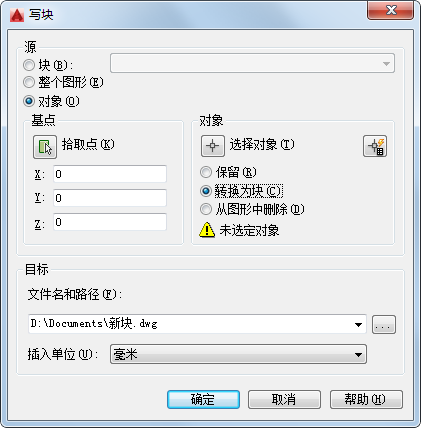 写块
源
块(B):
整个图形(E)
对象(O)
基点
拾取点(K)
X: 0
Y: 0
Z: 0
对象
选择对象(T)
保留(R)
转换为块(C)
从图形中删除(D)
未选定对象
目标
文件名和路径(F):
D:\Documents\新块.dwg
...
插入单位(U): 毫米
确定 取消 帮助(H)